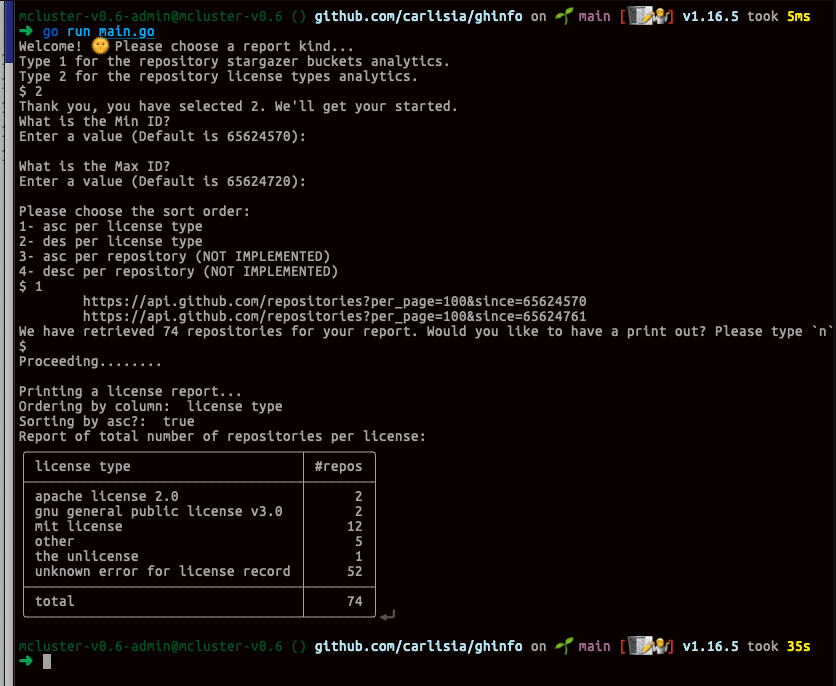 mcluster-v0.6-admin@mcluster-v0.6 () github.com/carlisia/ghinfo on main [] v1.16.5 took 5ms
➜ go run main.go
Welcome! 🌞 Please choose a report kind...
Type 1 for the repository stargazer buckets analytics.
Type 2 for the repository license types analytics.
$ 2
Thank you, you have selected 2. We'll get your started.
What is the Min ID?
Enter a value (Default is 65624570):
What is the Max ID?
Enter a value (Default is 65624720):
Please choose the sort order:
1- asc per license type
2- des per license type
3- asc per repository (NOT IMPLEMENTED)
4- desc per repository (NOT IMPLEMENTED)
$ 1
https://api.github.com/repositories?per_page=100&since=65624570
https://api.github.com/repositories?per_page=100&since=65624761
We have retrieved 74 repositories for your report. Would you like to have a print out? Please type `n`
$
Proceeding........
Printing a license report...
Ordering by column:  license type
Sorting by asc?:  true
Report of total number of repositories per license:
license type #repos
apache license 2.0 2
gnu general public license v3.0 2
mit license 12
other 5
the unlicense 1
unknown error for license record 52
total 74
mcluster-v0.6-admin@mcluster-v0.6 () github.com/carlisia/ghinfo on main [] v1.16.5 took 35s
➜